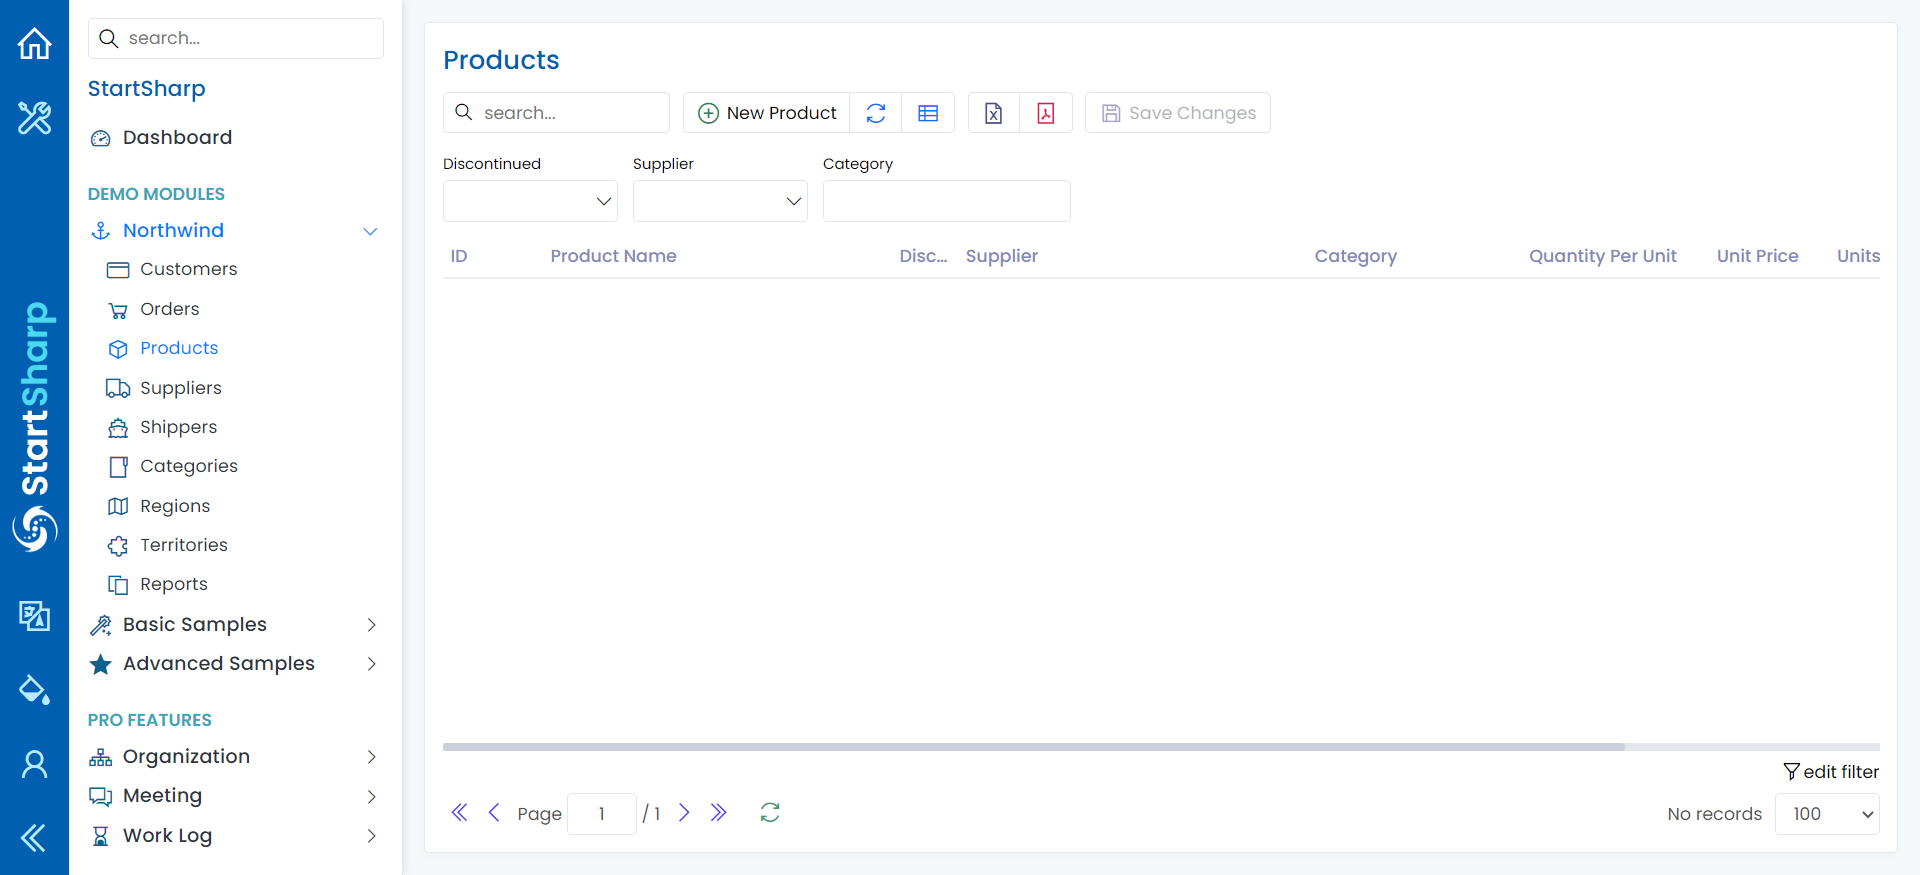 StartSharp
search...
StartSharp
Dashboard
DEMO MODULES
Northwind
Customers
Orders
Products
Suppliers
Shippers
Categories
Regions
Territories
Reports
Basic Samples
Advanced Samples
PRO FEATURES
Organization
Meeting
Work Log
Products
search...
New Product
Save Changes
Discontinued Supplier Category
ID Product Name Disc... Supplier Category Quantity Per Unit Unit Price Units
edit filter
Page 1 / 1
No records 100